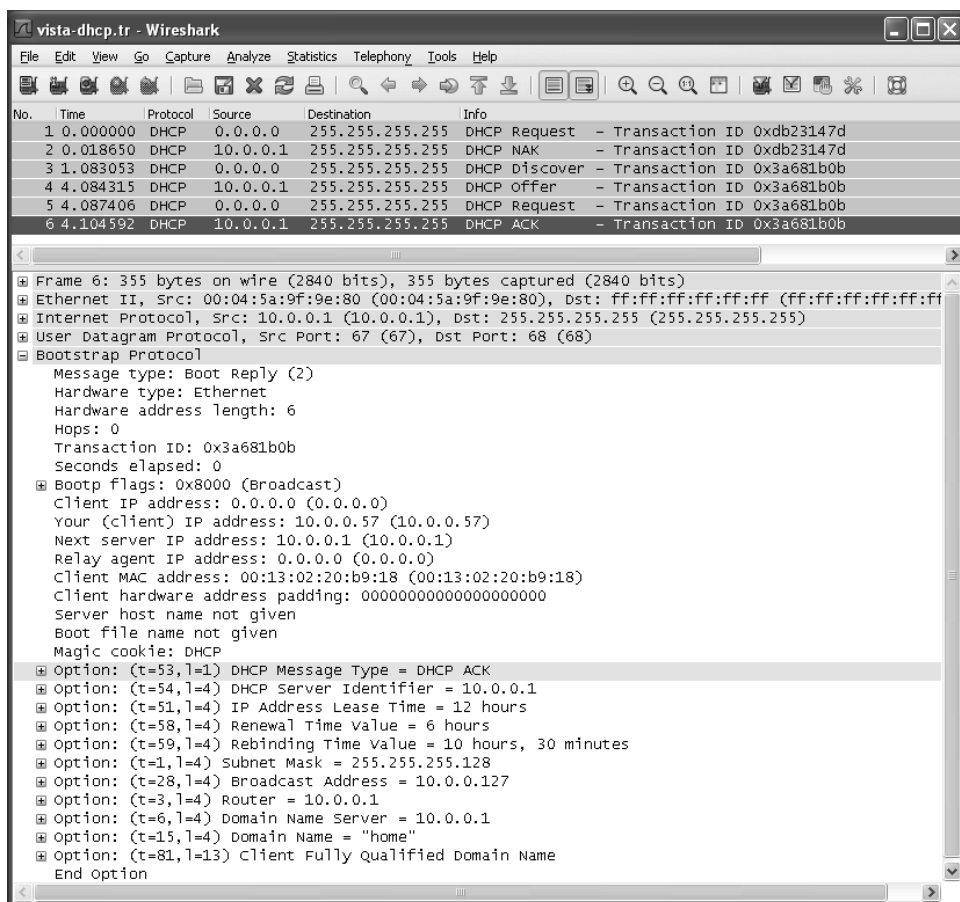 vista-dhcp.tr - Wireshark
File Edit View Go Capture Analyze Statistics Telephony Tools Help
No. Time Protocol Source Destination Info
1 0.000000 DHCP 0.0.0.0 255.255.255.255 DHCP Request – Transaction ID 0xdb23147d
2 0.018650 DHCP 10.0.0.1 255.255.255.255 DHCP NAK – Transaction ID 0xdb23147d
3 1.083053 DHCP 0.0.0.0 255.255.255.255 DHCP Discover – Transaction ID 0x3a681b0b
4 4.084315 DHCP 10.0.0.1 255.255.255.255 DHCP Offer – Transaction ID 0x3a681b0b
5 4.087406 DHCP 0.0.0.0 255.255.255.255 DHCP Request – Transaction ID 0x3a681b0b
6 4.104592 DHCP 10.0.0.1 255.255.255.255 DHCP ACK – Transaction ID 0x3a681b0b
Frame 6: 355 bytes on wire (2840 bits), 355 bytes captured (2840 bits)
Ethernet II, Src: 00:04:5a:9f:9e:80 (00:04:5a:9f:9e:80), Dst: ff:ff:ff:ff:ff:ff (ff:ff:ff:ff:ff:ff
Internet Protocol, Src: 10.0.0.1 (10.0.0.1), Dst: 255.255.255.255 (255.255.255.255)
User Datagram Protocol, Src Port: 67 (67), Dst Port: 68 (68)
Bootstrap Protocol
Message type: Boot Reply (2)
Hardware type: Ethernet
Hardware address length: 6
Hops: 0
Transaction ID: 0x3a681b0b
Seconds elapsed: 0
Bootp flags: 0x8000 (Broadcast)
Client IP address: 0.0.0.0 (0.0.0.0)
Your (client) IP address: 10.0.0.57 (10.0.0.57)
Next server IP address: 10.0.0.1 (10.0.0.1)
Relay agent IP address: 0.0.0.0 (0.0.0.0)
Client MAC address: 00:13:02:20:b9:18 (00:13:02:20:b9:18)
Client hardware address padding: 00000000000000000000
Server host name not given
Boot file name not given
Magic cookie: DHCP
Option: (t=53,l=1) DHCP Message Type = DHCP ACK
Option: (t=54,l=4) DHCP Server Identifier = 10.0.0.1
Option: (t=51,l=4) IP Address Lease Time = 12 hours
Option: (t=58,l=4) Renewal Time Value = 6 hours
Option: (t=59,l=4) Rebinding Time Value = 10 hours, 30 minutes
Option: (t=1,l=4) Subnet Mask = 255.255.255.128
Option: (t=28,l=4) Broadcast Address = 10.0.0.127
Option: (t=3,l=4) Router = 10.0.0.1
Option: (t=6,l=4) Domain Name Server = 10.0.0.1
Option: (t=15,l=4) Domain Name = "home"
Option: (t=81,l=13) Client Fully Qualified Domain Name
End Option